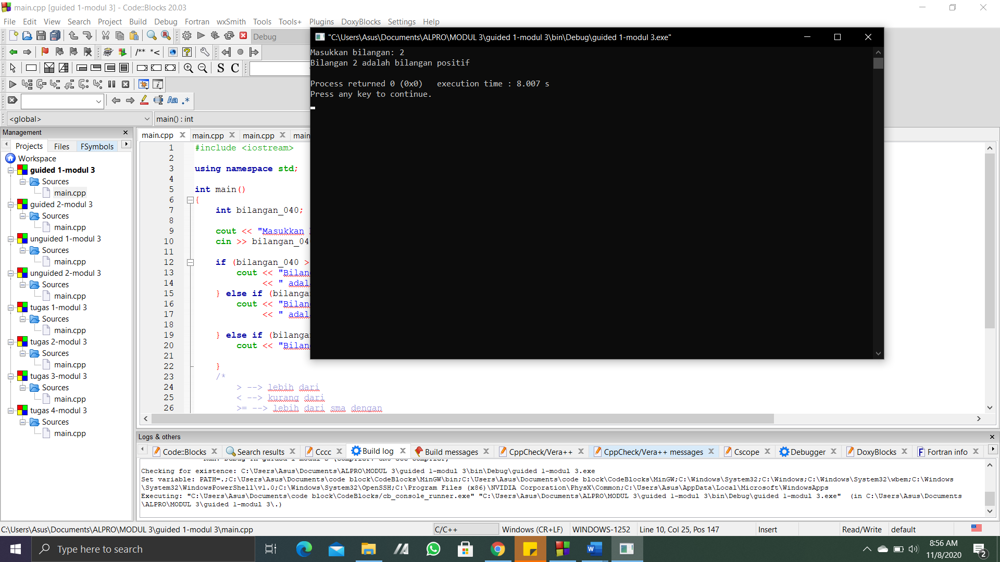 main.cpp [guided 1-modul 3] - Code::Blocks 20.03
File Edit View Search Project Build Debug Fortran wxSmith Tools Tools+ Plugins DoxyBlocks Settings Help
Debug
/** *<
S C
Aa .*
<global>
main() : int
"C:\Users\Asus\Documents\ALPRO\MODUL 3\guided 1-modul 3\bin\Debug\guided 1-modul 3.exe"
Masukkan bilangan: 2
Bilangan 2 adalah bilangan positif
Process returned 0 (0x0)   execution time : 8.007 s
Press any key to continue.
Management
Projects Files FSymbols
Workspace
guided 1-modul 3
Sources
main.cpp
guided 2-modul 3
Sources
main.cpp
unguided 1-modul 3
Sources
main.cpp
unguided 2-modul 3
Sources
main.cpp
tugas 1-modul 3
Sources
main.cpp
tugas 2-modul 3
Sources
main.cpp
tugas 3-modul 3
Sources
main.cpp
tugas 4-modul 3
Sources
main.cpp
main.cpp main.cpp main.cpp main
1 #include <iostream>
2
3 using namespace std;
4
5 int main()
6 {
7 int bilangan_040;
8
9 cout << "Masukkan
10 cin >> bilangan_04
11
12 if (bilangan_040 >
13 cout << "Bilan
14 << " adal
15 } else if (bilanga
16 cout << "Bilan
17 << " adal
18
19 } else if (bilanga
20 cout << "Bilan
21
22 }
23 /*
24 > --> lebih dari
25 < --> kurang dari
26 >= --> lebih dari sma dengan
Logs & others
Code::Blocks Search results Cccc Build log Build messages CppCheck/Vera++ CppCheck/Vera++ messages Cscope Debugger DoxyBlocks Fortran info
Checking for existence: C:\Users\Asus\Documents\ALPRO\MODUL 3\guided 1-modul 3\bin\Debug\guided 1-modul 3.exe
Set variable: PATH=.;C:\Users\Asus\Documents\code block\CodeBlocks\MinGW\bin;C:\Users\Asus\Documents\code block\CodeBlocks\MinGW;C:\Windows\System32;C:\Windows;C:\Windows\System32\wbem;C:\Windows
\System32\WindowsPowerShell\v1.0;C:\Windows\System32\OpenSSH;C:\Program Files (x86)\NVIDIA Corporation\PhysX\Common;C:\Users\Asus\AppData\Local\Microsoft\WindowsApps
Executing: "C:\Users\Asus\Documents\code block\CodeBlocks/cb_console_runner.exe" "C:\Users\Asus\Documents\ALPRO\MODUL 3\guided 1-modul 3\bin\Debug\guided 1-modul 3.exe"  (in C:\Users\Asus\Documents
\ALPRO\MODUL 3\guided 1-modul 3\.)
C:\Users\Asus\Documents\ALPRO\MODUL 3\guided 1-modul 3\main.cpp C/C++ Windows (CR+LF) WINDOWS-1252 Line 10, Col 25, Pos 147 Insert Read/Write default
Type here to search
8:56 AM
11/8/2020
2